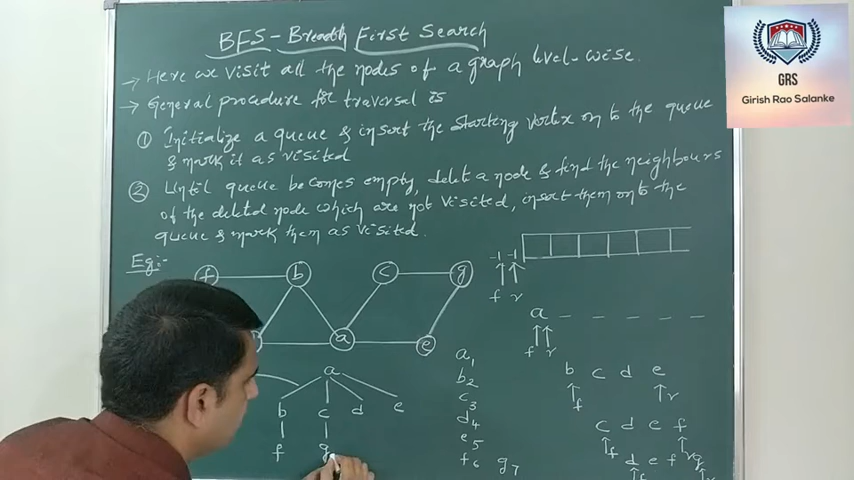 BFS - Breadth First Search
→ Here we visit all the nodes of a graph level-wise.
→ General procedure for traversal is
① Initialize a queue & insert the starting vertex on to the queue
& mark it as visited
② Until queue becomes empty, delete a node & find the neighbours
of the deleted node which are not visited, insert them onto the
queue & mark them as visited.
Eg:-
f b c g
a e
-1 -1
f r
a _ _ _ _ _
f r
a
b c d e
f g
a1
b2
c3
d4
e5
f6 g7
b c d e
f r
c d e f
f r
d e f g
f r
GRS
Girish Rao Salanke